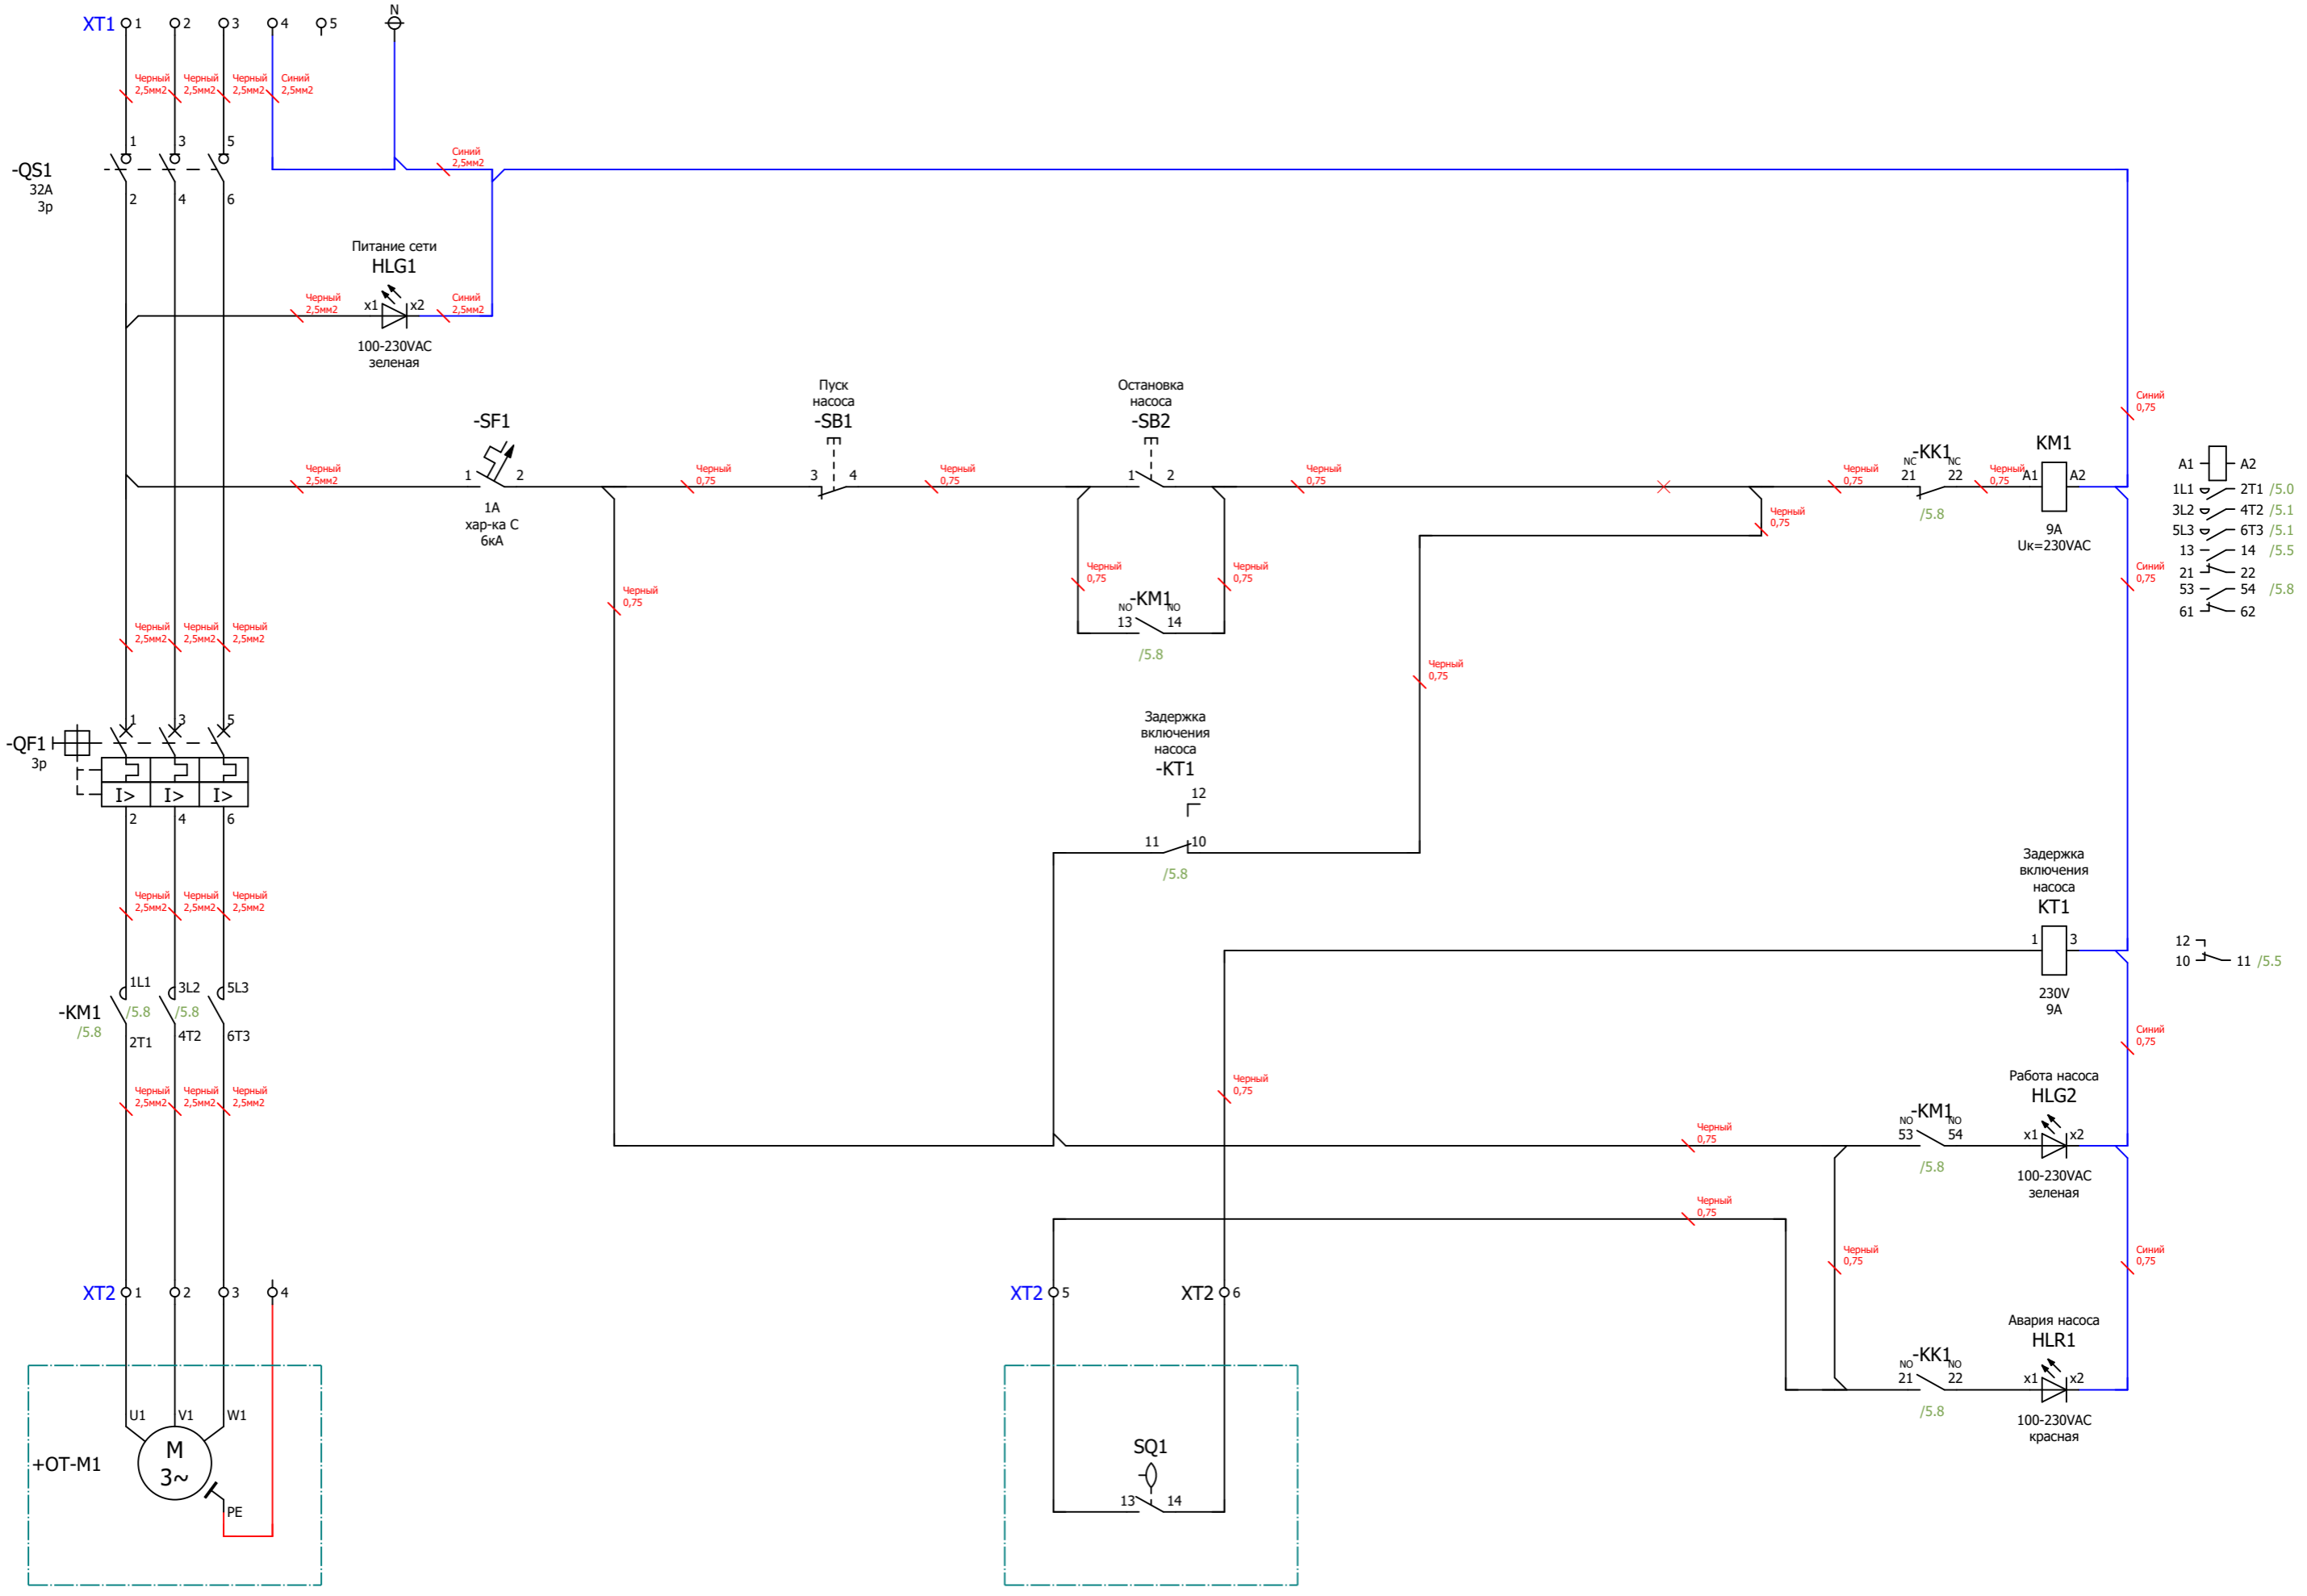 XT1 1 2 3 4 5 N
Черный Черный Черный Синий
2,5мм2 2,5мм2 2,5мм2 2,5мм2
1 3 5
-QS1
32А
3р
2 4 6
Синий
2,5мм2
Питание сети
HLG1
Черный
2,5мм2
x1 x2
Синий
2,5мм2
100-230VAC
зеленая
-SF1
Черный
2,5мм2
1 2
1А
хар-ка С
6кА
Черный
0,75
Пуск
насоса
-SB1
3 4
Черный
0,75
Остановка
насоса
-SB2
1 2
Черный
0,75
Черный
0,75
-KK1
NC NC
21 22
/5.8
Черный
0,75
KM1
A1 A2
9А
Uк=230VAC
Синий
0,75
A1 A2
1L1 2T1 /5.0
3L2 4T2 /5.1
5L3 6T3 /5.1
13 14 /5.5
21 22
53 54 /5.8
61 62
Черный
0,75
Черный
0,75
Черный
0,75
-KM1
NO NO
13 14
/5.8
Черный
0,75
Синий
0,75
Черный Черный Черный
2,5мм2 2,5мм2 2,5мм2
Черный
0,75
-QF1
3р
1 3 5
I> I> I>
2 4 6
Задержка
включения
насоса
-KT1
12
11 10
/5.8
Задержка
включения
насоса
KT1
1 3
230V
9А
12
10 11 /5.5
Черный Черный Черный
2,5мм2 2,5мм2 2,5мм2
1L1 3L2 5L3
-KM1 /5.8 /5.8
/5.8
2T1 4T2 6T3
Синий
0,75
Черный Черный Черный
2,5мм2 2,5мм2 2,5мм2
Черный
0,75
Черный
0,75
-KM1
NO NO
53 54
/5.8
Работа насоса
HLG2
x1 x2
100-230VAC
зеленая
Черный
0,75
Черный
0,75
Синий
0,75
XT2 1 2 3 4
XT2 5
XT2 6
-KK1
NO NO
21 22
/5.8
Авария насоса
HLR1
x1 x2
100-230VAC
красная
U1 V1 W1
+OT-M1
M
3~
PE
SQ1
13 14